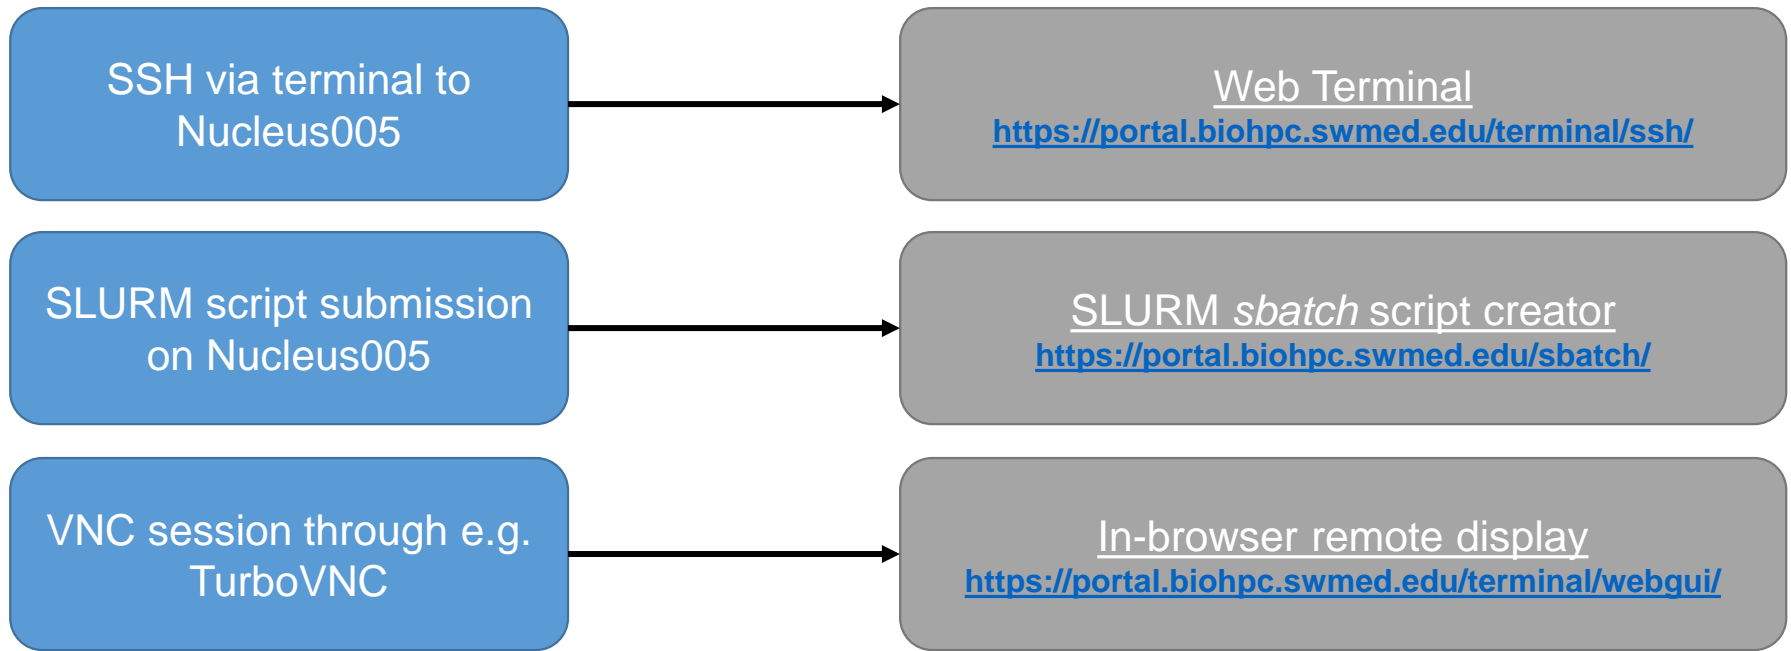 SSH via terminal to
Nucleus005
Web Terminal
https://portal.biohpc.swmed.edu/terminal/ssh/
SLURM script submission
on Nucleus005
SLURM sbatch script creator
https://portal.biohpc.swmed.edu/sbatch/
VNC session through e.g.
TurboVNC
In-browser remote display
https://portal.biohpc.swmed.edu/terminal/webgui/